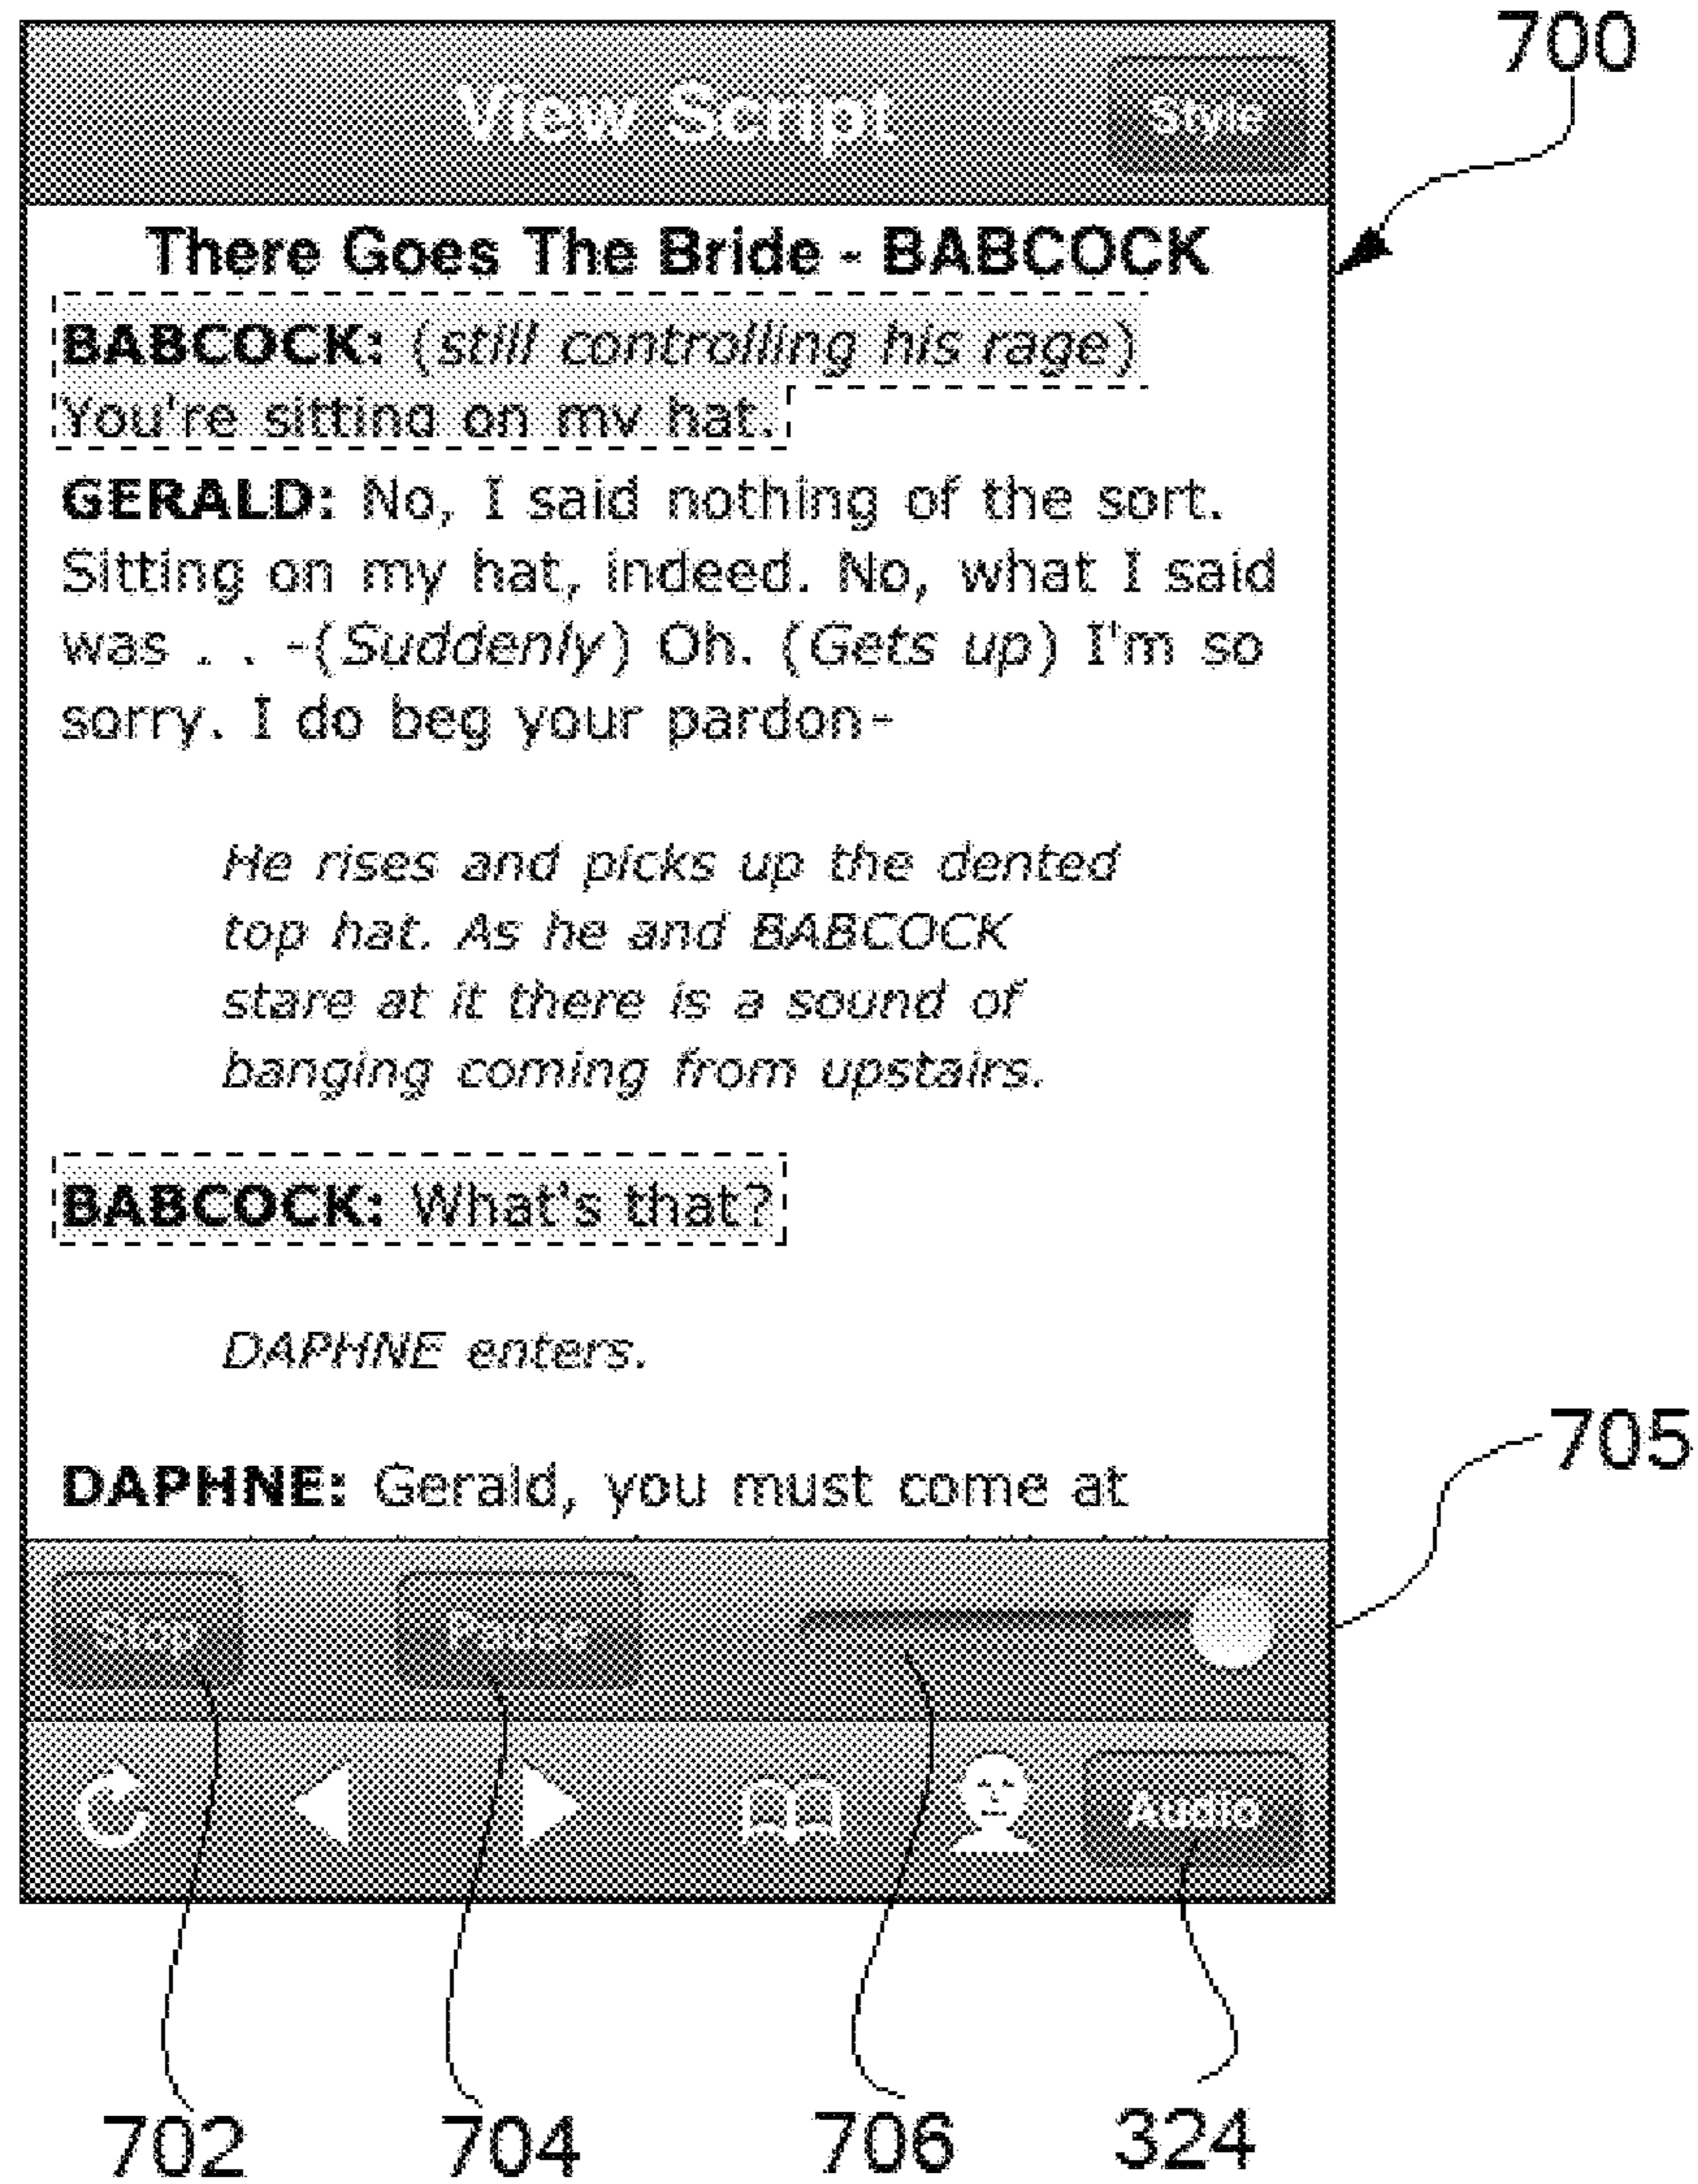 700
View Script
Style
There Goes The Bride - BABCOCK
BABCOCK: (still controlling his rage)
You're sitting on my hat.
GERALD: No, I said nothing of the sort.
Sitting on my hat, indeed. No, what I said
was . . -(Suddenly) Oh. (Gets up) I'm so
sorry. I do beg your pardon-
He rises and picks up the dented
top hat. As he and BABCOCK
stare at it there is a sound of
banging coming from upstairs.
BABCOCK: What's that?
DAPHNE enters.
DAPHNE: Gerald, you must come at
705
Stop
Pause
Audio
702
704
706
324